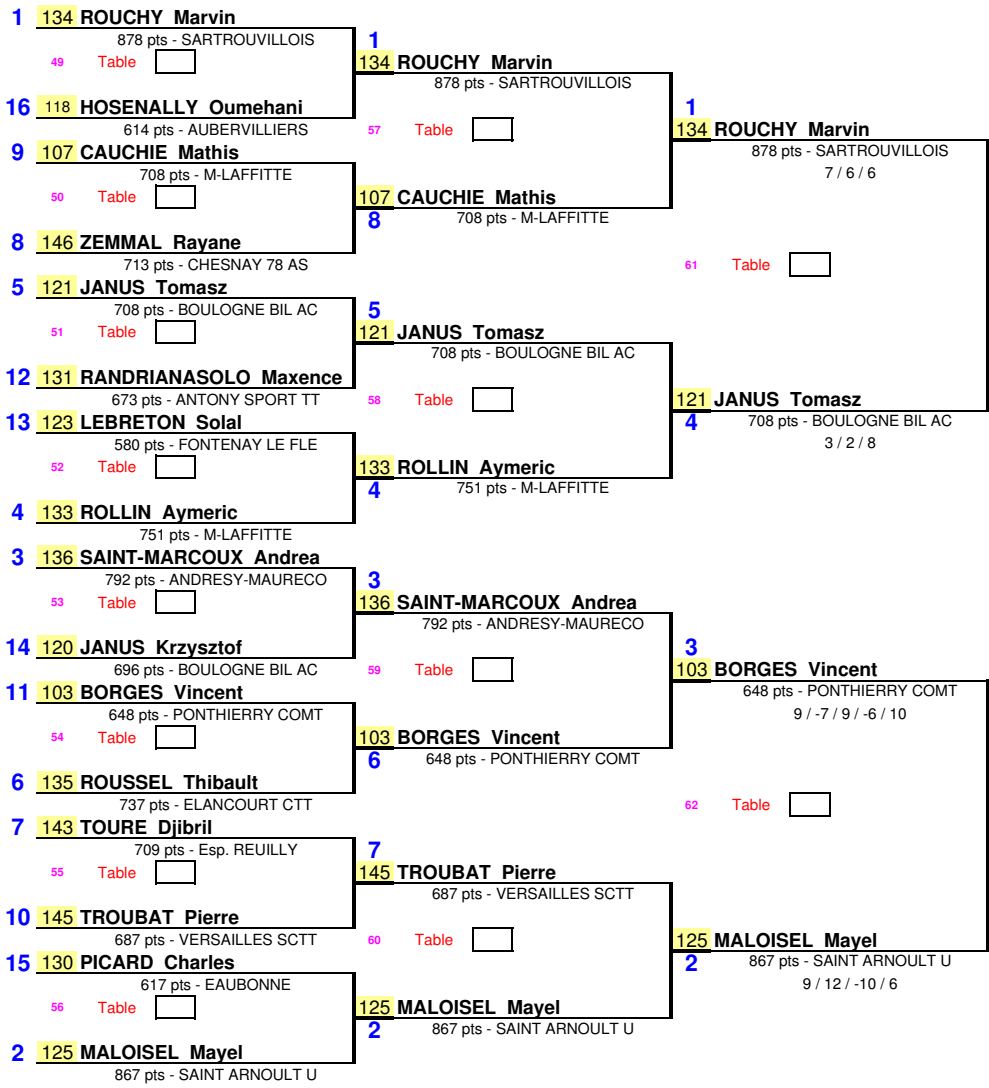 1 134 ROUCHY Marvin
878 pts - SARTROUVILLOIS
49 Table
16 118 HOSENALLY Oumehani
614 pts - AUBERVILLIERS
9 107 CAUCHIE Mathis
708 pts - M-LAFFITTE
50 Table
8 146 ZEMMAL Rayane
713 pts - CHESNAY 78 AS
5 121 JANUS Tomasz
708 pts - BOULOGNE BIL AC
51 Table
12 131 RANDRIANASOLO Maxence
673 pts - ANTONY SPORT TT
13 123 LEBRETON Solal
580 pts - FONTENAY LE FLE
52 Table
4 133 ROLLIN Aymeric
751 pts - M-LAFFITTE
3 136 SAINT-MARCOUX Andrea
792 pts - ANDRESY-MAURECO
53 Table
14 120 JANUS Krzysztof
696 pts - BOULOGNE BIL AC
11 103 BORGES Vincent
648 pts - PONTHIERRY COMT
54 Table
6 135 ROUSSEL Thibault
737 pts - ELANCOURT CTT
7 143 TOURE Djibril
709 pts - Esp. REUILLY
55 Table
10 145 TROUBAT Pierre
687 pts - VERSAILLES SCTT
15 130 PICARD Charles
617 pts - EAUBONNE
56 Table
2 125 MALOISEL Mayel
867 pts - SAINT ARNOULT U
1
134 ROUCHY Marvin
878 pts - SARTROUVILLOIS
57 Table
107 CAUCHIE Mathis
8
708 pts - M-LAFFITTE
5
121 JANUS Tomasz
708 pts - BOULOGNE BIL AC
58 Table
133 ROLLIN Aymeric
4
751 pts - M-LAFFITTE
3
136 SAINT-MARCOUX Andrea
792 pts - ANDRESY-MAURECO
59 Table
103 BORGES Vincent
6
648 pts - PONTHIERRY COMT
7
145 TROUBAT Pierre
687 pts - VERSAILLES SCTT
60 Table
125 MALOISEL Mayel
2
867 pts - SAINT ARNOULT U
1
134 ROUCHY Marvin
878 pts - SARTROUVILLOIS
7 / 6 / 6
61 Table
121 JANUS Tomasz
4
708 pts - BOULOGNE BIL AC
3 / 2 / 8
3
103 BORGES Vincent
648 pts - PONTHIERRY COMT
9 / -7 / 9 / -6 / 10
62 Table
125 MALOISEL Mayel
2
867 pts - SAINT ARNOULT U
9 / 12 / -10 / 6